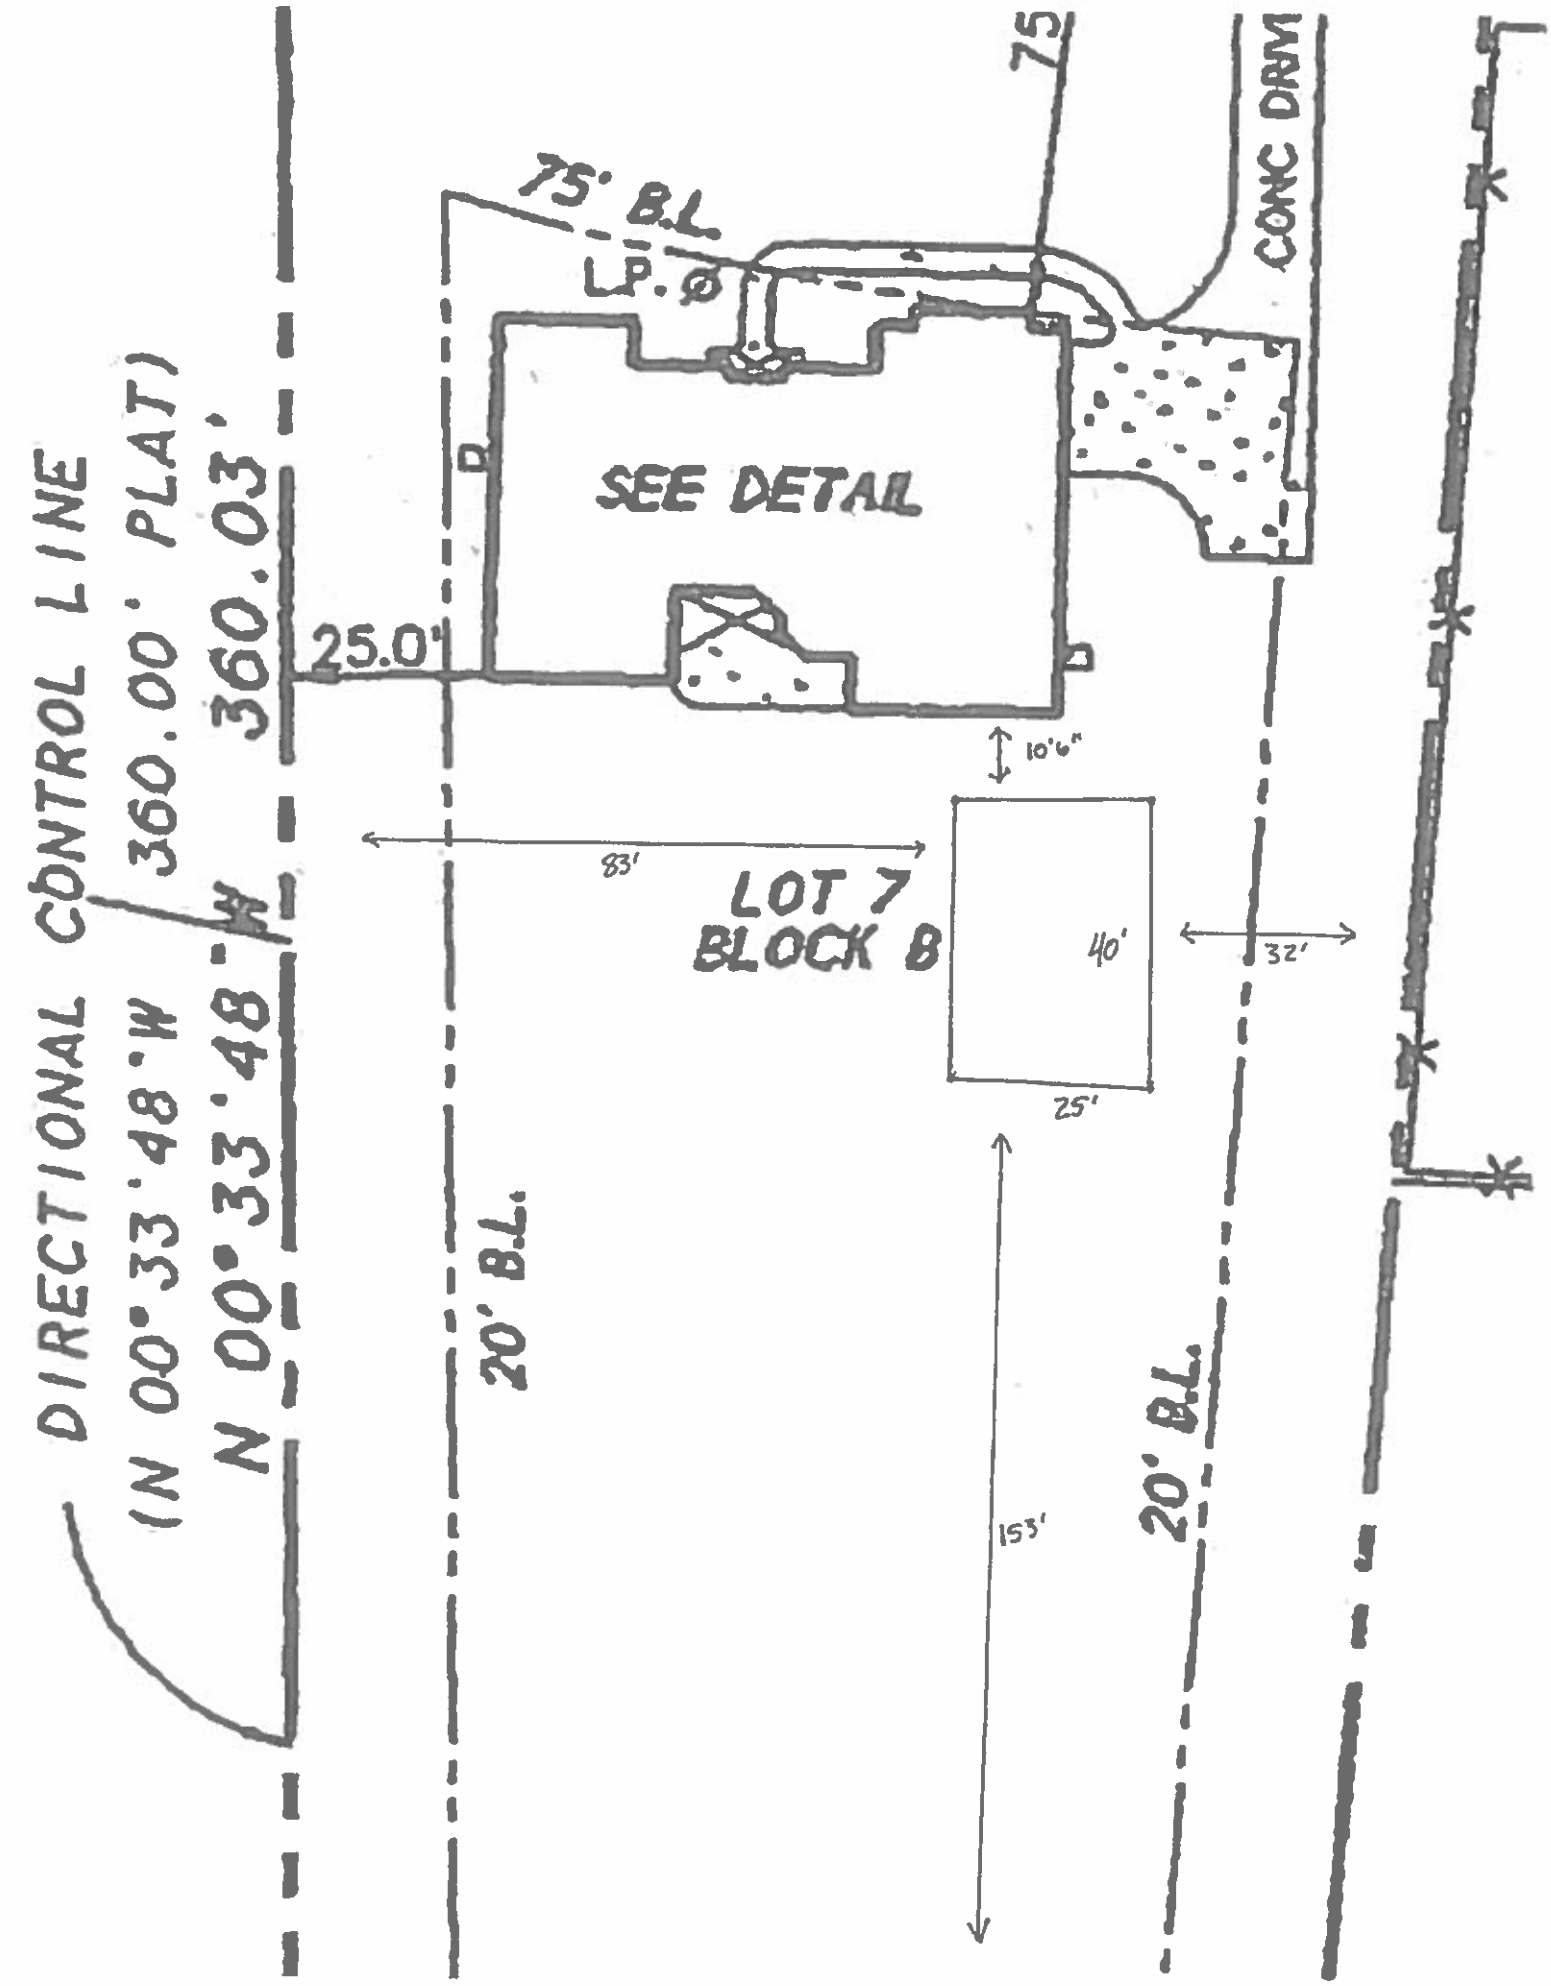 75
CONC DRIV
75' B.L.
L.P. Ø
SEE DETAIL
DIRECTIONAL CONTROL LINE
(N 00°33'48"W 360.00' PLAT)
N 00°33'48"W 360.03'
25.0'
10'6"
83'
LOT 7
BLOCK B
40'
32'
25'
20' B.L.
153'
20' B.L.